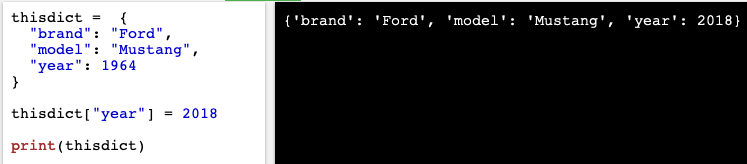 thisdict =  {
  "brand": "Ford",
  "model": "Mustang",
  "year": 1964
}
thisdict["year"] = 2018
print(thisdict)
{'brand': 'Ford', 'model': 'Mustang', 'year': 2018}